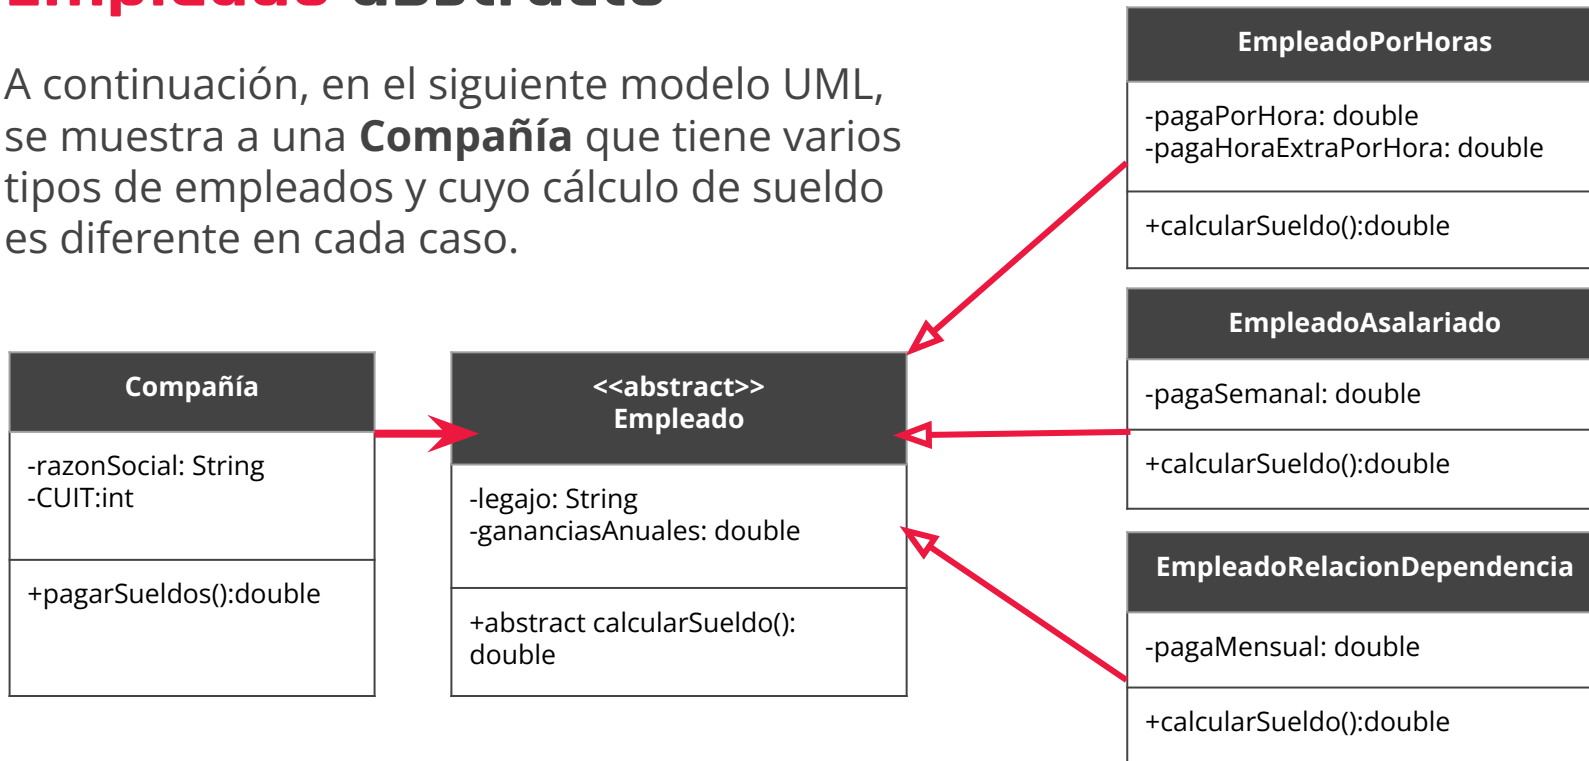 Empleado abstracto
A continuación, en el siguiente modelo UML,
se muestra a una Compañía que tiene varios
tipos de empleados y cuyo cálculo de sueldo
es diferente en cada caso.
Compañía
-razonSocial: String
-CUIT:int
+pagarSueldos():double
<<abstract>>
Empleado
-legajo: String
-gananciasAnuales: double
+abstract calcularSueldo():
double
EmpleadoPorHoras
-pagaPorHora: double
-pagaHoraExtraPorHora: double
+calcularSueldo():double
EmpleadoAsalariado
-pagaSemanal: double
+calcularSueldo():double
EmpleadoRelacionDependencia
-pagaMensual: double
+calcularSueldo():double